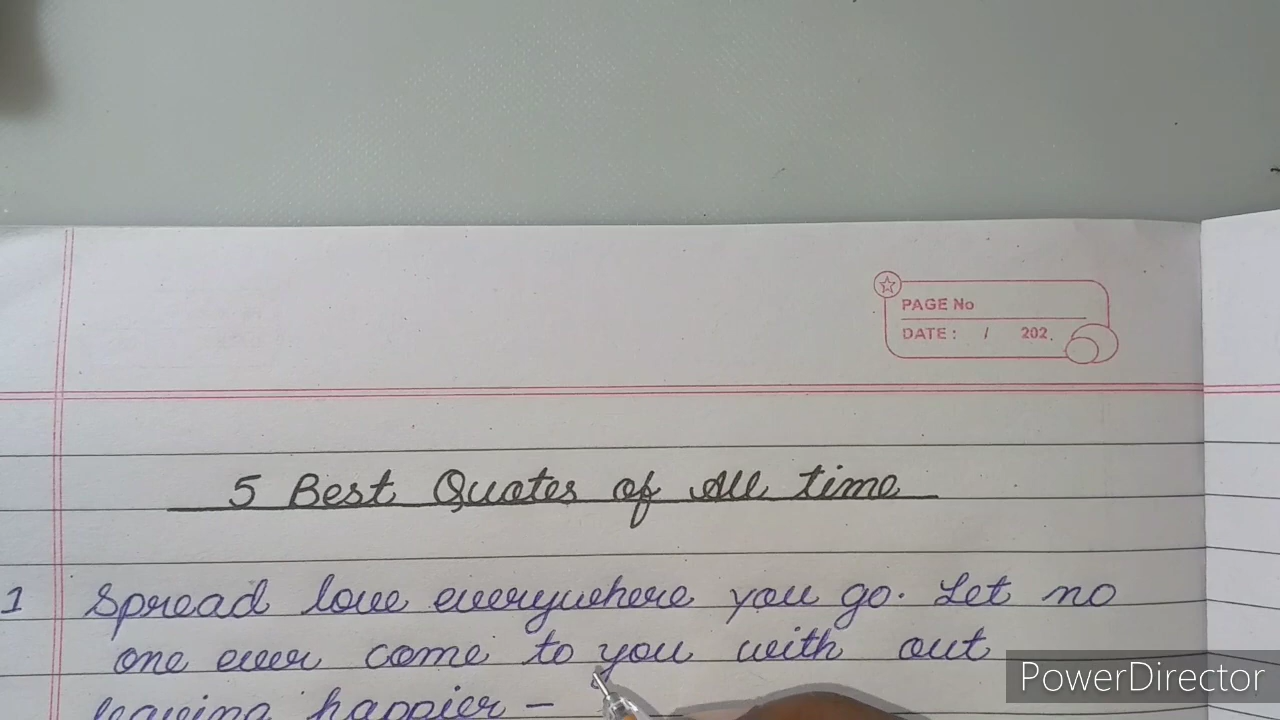 PAGE No
DATE : / 202.
5 Best Quotes of All time
1 Spread love everywhere you go. Let no
one ever come to you with out
leaving happier -
PowerDirector